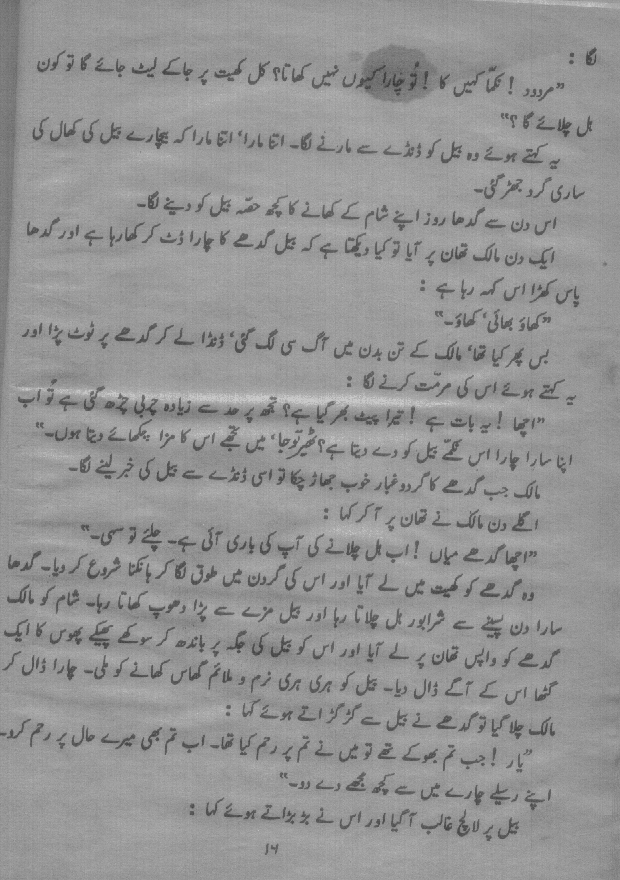 لگا :
"مردود ! نکمّا کہیں کا ! تُو چارا کیوں نہیں کھاتا؟ کل کھیت پر جا کے لیٹ جائے گا تو کون
ہل چلائے گا ؟"
یہ کہتے ہوئے وہ بیل کو ڈنڈے سے مارنے لگا۔ اتنا مارا، اتنا مارا کہ بچارے بیل کی کھال کی
ساری گرد جھڑ گئی۔
اس دن سے گدھا روز اپنے شام کے کھانے کا کچھ حصّہ بیل کو دینے لگا۔
ایک دن مالک تھان پر آیا تو کیا دیکھتا ہے کہ بیل گدھے کا چارا ڈٹ کر کھا رہا ہے اور گدھا
پاس کھڑا اس کہہ رہا ہے :
"کھاؤ بھائی، کھاؤ۔"
بس پھر کیا تھا، مالک کے تن بدن میں آگ سی لگ گئی، ڈنڈا لے کر گدھے پر ٹوٹ پڑا اور
یہ کہتے ہوئے اس کی مرمّت کرنے لگا :
"اچھا ! یہ بات ہے ! تیرا پیٹ بھر گیا ہے؟ تجھ پر حد سے زیادہ چربی چڑھ گئی ہے تُو اب
اپنا سارا چارا اس نکمّے بیل کو دے دیتا ہے؟ ٹھیر تو جا، میں تجھے اس کا مزا چکھائے دیتا ہوں۔"
مالک جب گدھے کا گرد و غبار خوب جھاڑ چکا تو اسی ڈنڈے سے بیل کی خبر لینے لگا۔
اگلے دن مالک نے تھان پر آ کر کہا :
"اچھا گدھے میاں ! اب ہل چلانے کی آپ کی باری آئی ہے۔ چلئے تو سہی۔"
وہ گدھے کو کھیت میں لے آیا اور اس کی گردن میں طوق لگا کر ہانکنا شروع کر دیا۔ گدھا
سارا دن پسینے سے شرابور ہل چلاتا رہا اور بیل مزے سے پڑا دھوپ کھاتا رہا۔ شام کو مالک
گدھے کو واپس تھان پر لے آیا اور اس کو بیل کی جگہ پر باندھ کر سوکھے پھیکے پھوس کا ایک
گٹھا اس کے آگے ڈال دیا۔ بیل کو ہری ہری نرم و ملائم گھاس کھانے کو ملی۔ چارا ڈال کر
مالک چلا گیا تو گدھے نے بیل سے گڑگڑاتے ہوئے کہا :
"یار ! جب تم بھوکے تھے تو میں نے تم پر رحم کیا تھا۔ اب تم بھی میرے حال پر رحم کرو۔
اپنے رسیلے چارے میں سے کچھ مجھے دے دو۔"
بیل پر لالچ غالب آ گیا اور اس نے بڑبڑاتے ہوئے کہا :
۱۶